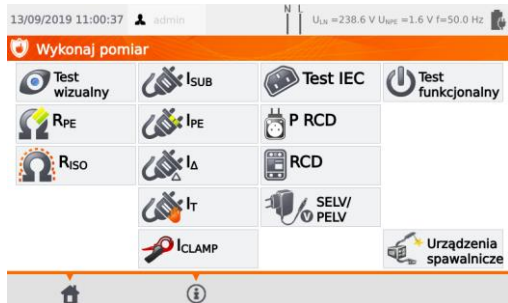 13/09/2019 11:00:37 admin N L U_LN =238.6 V U_NPE =1.6 V f=50.0 Hz
Wykonaj pomiar
Test wizualny
I_SUB
Test IEC
Test funkcjonalny
R_PE
I_PE
P RCD
R_ISO
I_Δ
RCD
I_T
SELV/
PELV
I_CLAMP
Urządzenia
spawalnicze